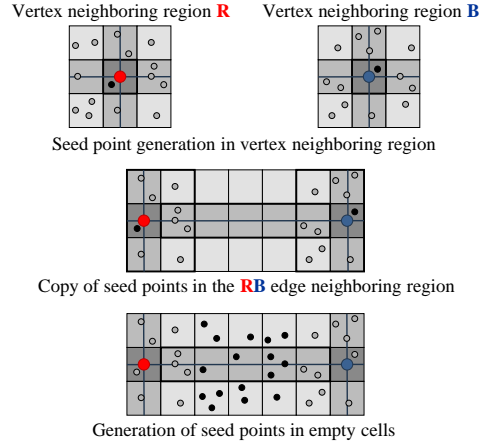 Vertex neighboring region R
Vertex neighboring region B
Seed point generation in vertex neighboring region
Copy of seed points in the RB edge neighboring region
Generation of seed points in empty cells